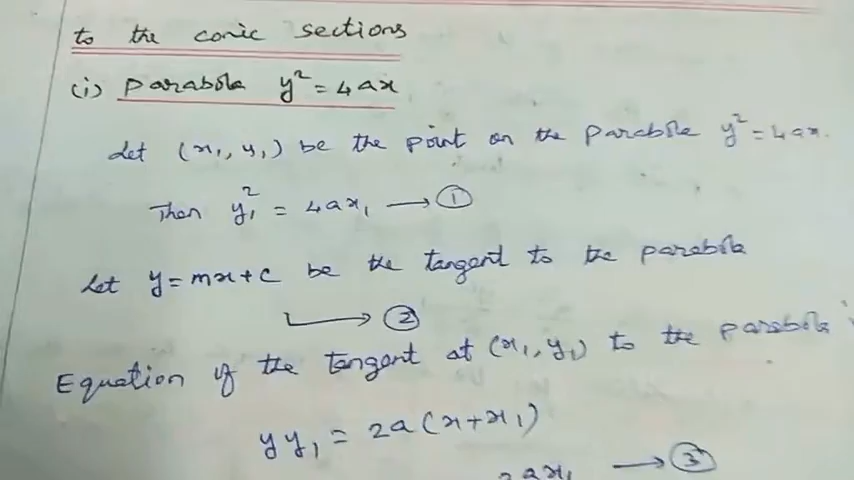 to the conic sections
(i) Parabola y² = 4ax
Let (x₁, y₁) be the point on the parabola y² = 4ax.
Then y₁² = 4ax₁ → ①
Let y = mx + c be the tangent to the parabola
→ ②
Equation of the tangent at (x₁, y₁) to the parabola
yy₁ = 2a(x + x₁)
2ax₁ → ③